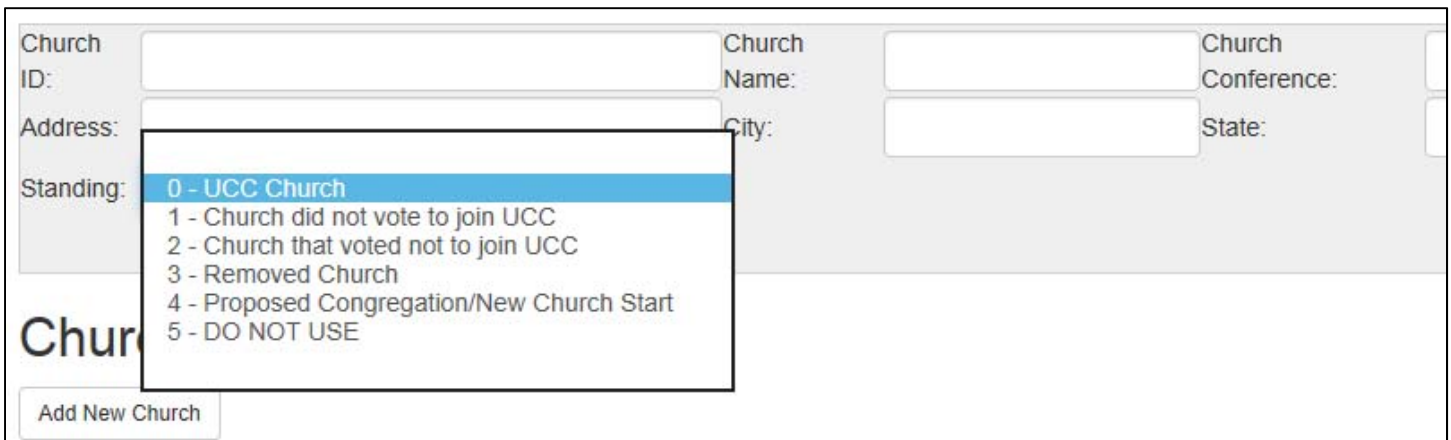 Church ID:
Church Name:
Church Conference:
Address:
City:
State:
Standing:
0 - UCC Church
1 - Church did not vote to join UCC
2 - Church that voted not to join UCC
3 - Removed Church
4 - Proposed Congregation/New Church Start
5 - DO NOT USE
Add New Church